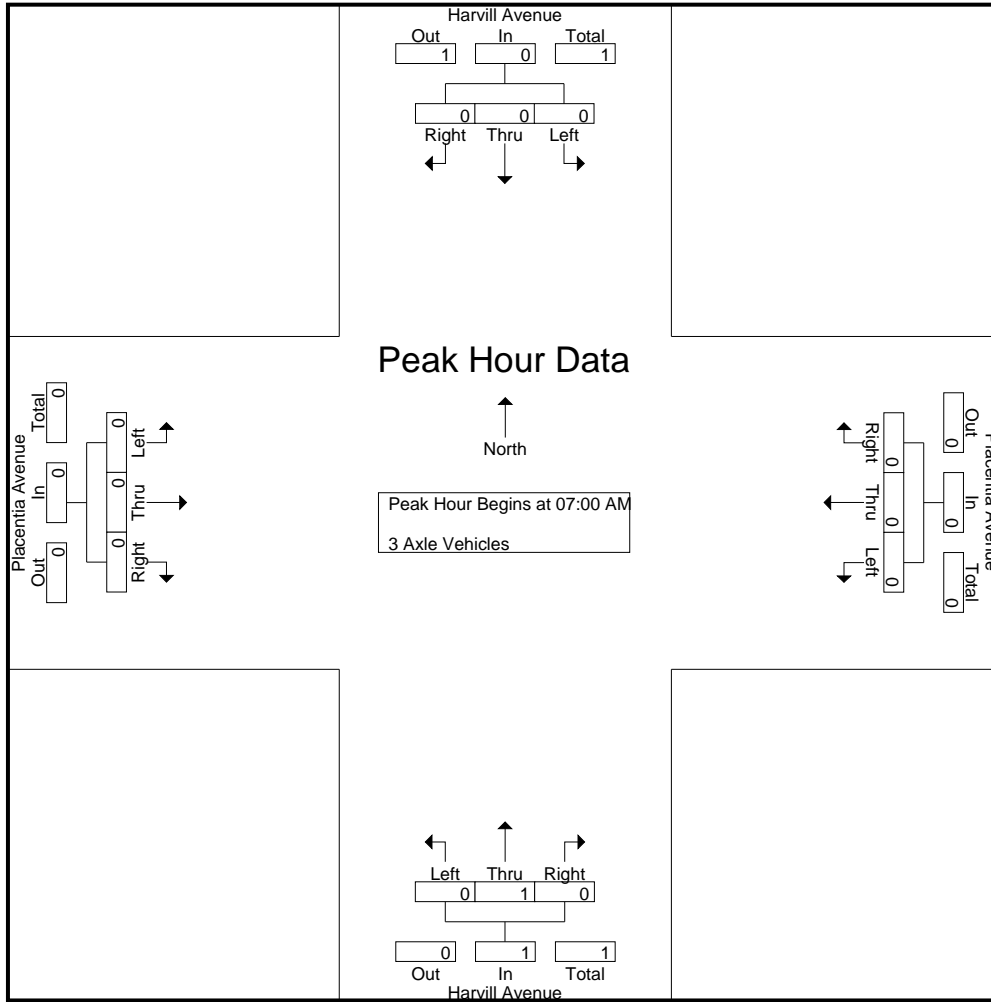 Harvill Avenue
Out In Total
1 0 1
0 0 0
Right Thru Left
Peak Hour Data
North
Peak Hour Begins at 07:00 AM
3 Axle Vehicles
Placentia Avenue
Total In Out
0 0 0
0 0 0
Left Thru Right
Right Thru Left
0 0 0
Out In Total
0 0 0
Placentia Avenue
Left Thru Right
0 1 0
0 1 1
Out In Total
Harvill Avenue